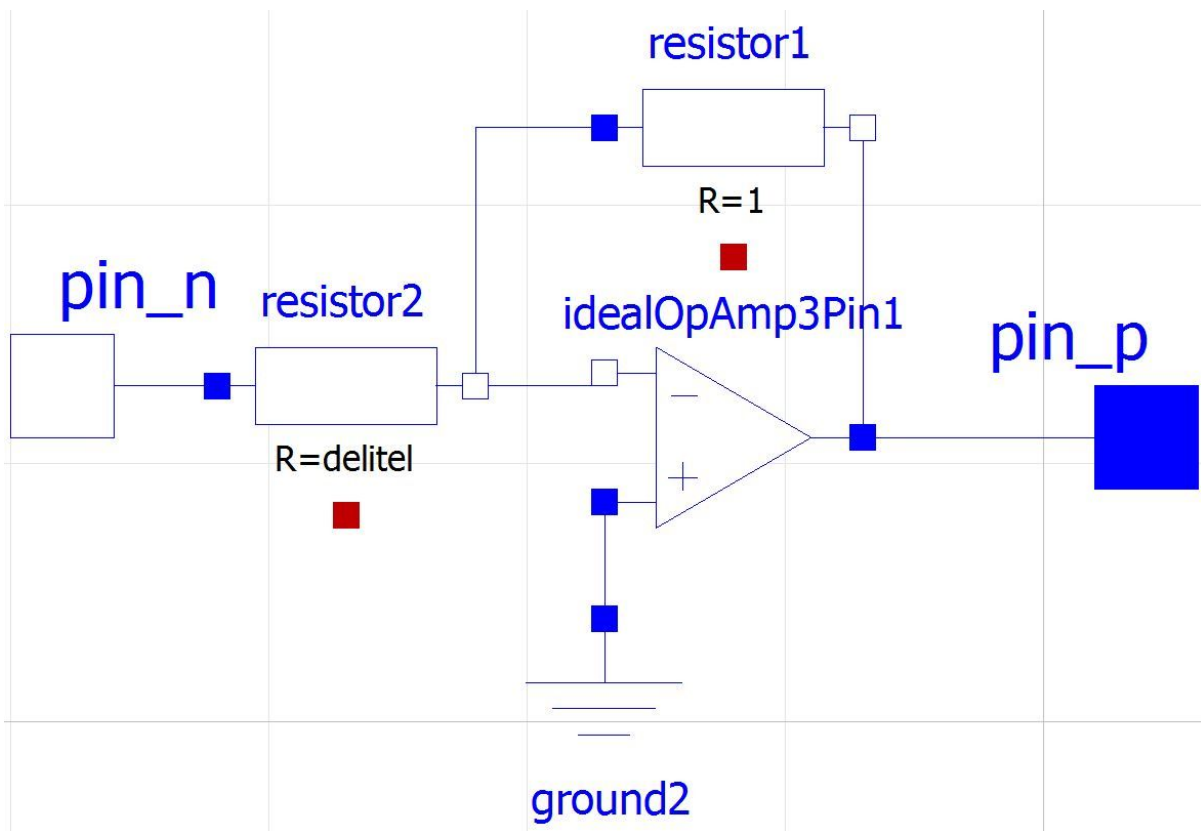 resistor1
R=1
pin_n
resistor2
idealOpAmp3Pin1
pin_p
R=delitel
ground2